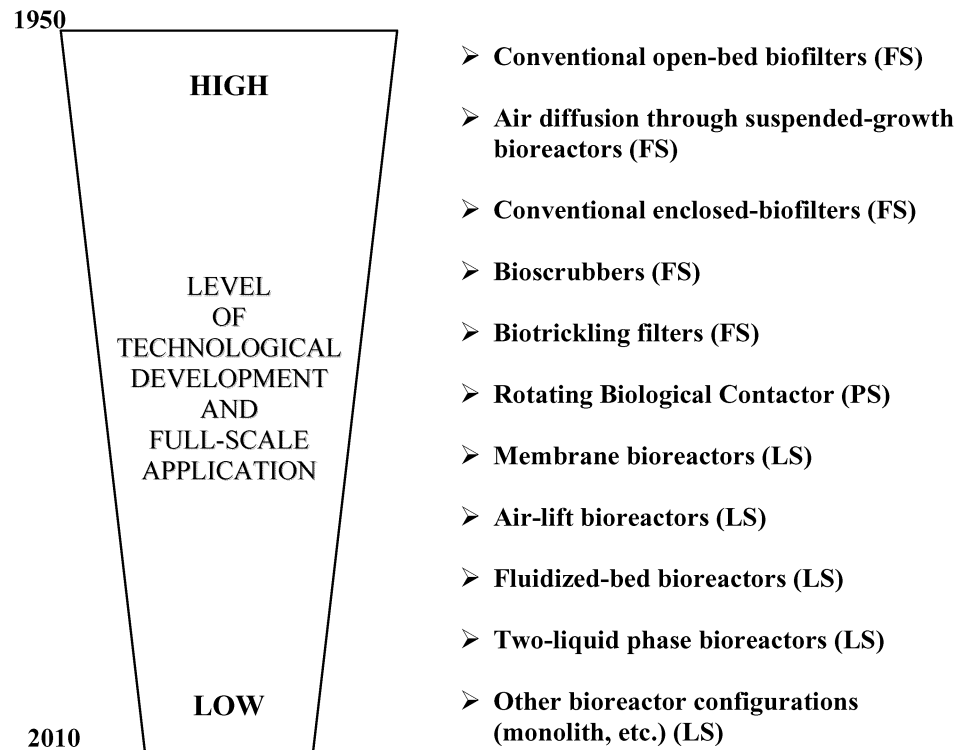 1950
HIGH
LEVEL
OF
TECHNOLOGICAL
DEVELOPMENT
AND
FULL-SCALE
APPLICATION
LOW
2010
➢ Conventional open-bed biofilters (FS)
➢ Air diffusion through suspended-growth
bioreactors (FS)
➢ Conventional enclosed-biofilters (FS)
➢ Bioscrubbers (FS)
➢ Biotrickling filters (FS)
➢ Rotating Biological Contactor (PS)
➢ Membrane bioreactors (LS)
➢ Air-lift bioreactors (LS)
➢ Fluidized-bed bioreactors (LS)
➢ Two-liquid phase bioreactors (LS)
➢ Other bioreactor configurations
(monolith, etc.) (LS)